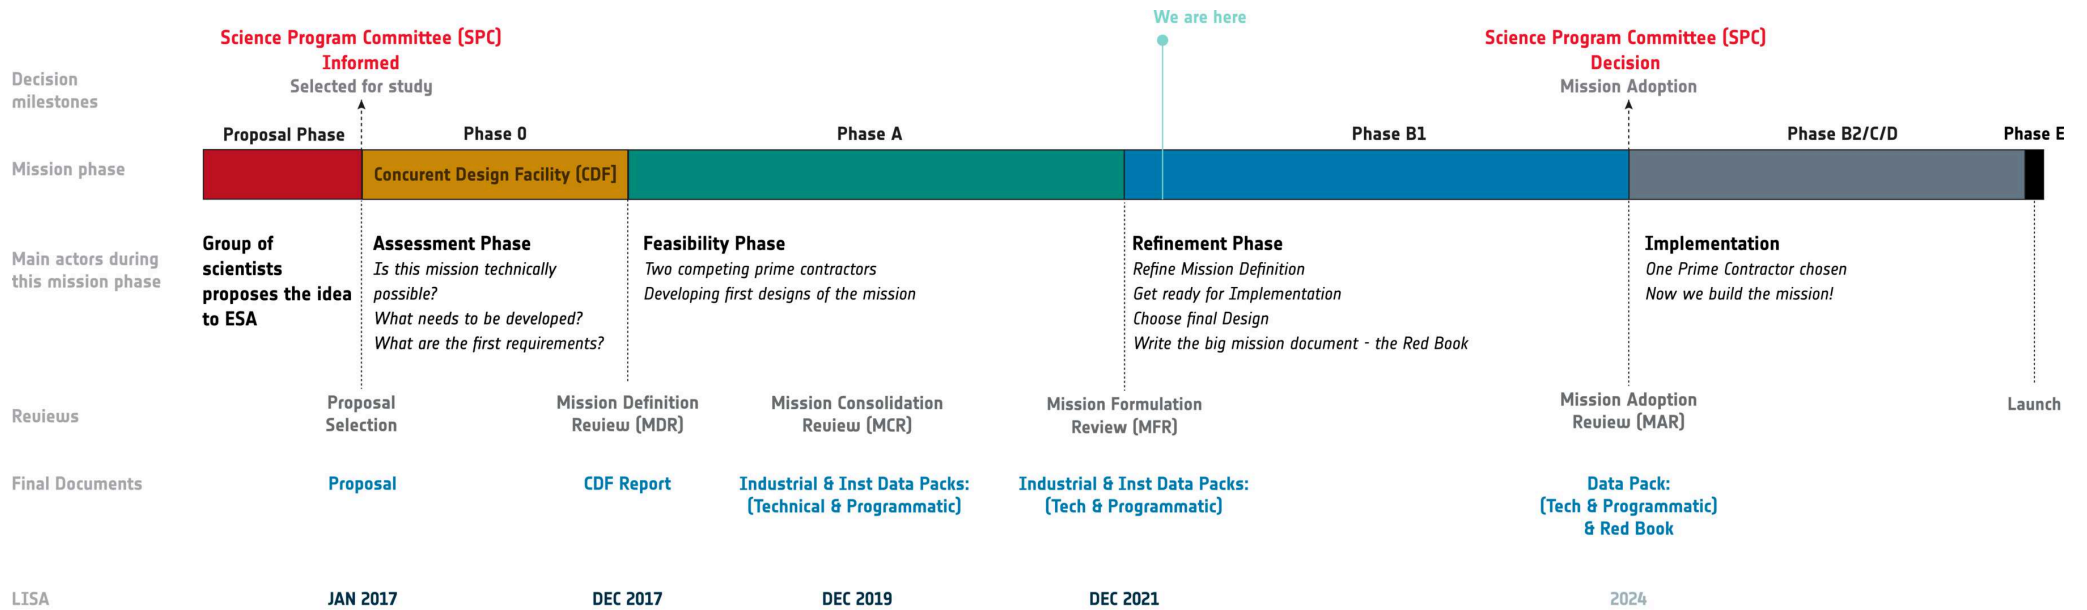 We are here
Science Program Committee (SPC)
Informed
Selected for study
Science Program Committee (SPC)
Decision
Mission Adoption
Decision
milestones
Proposal Phase
Phase 0
Phase A
Phase B1
Phase B2/C/D
Phase E
Mission phase
Concurent Design Facility (CDF]
Main actors during
this mission phase
Group of
scientists
proposes the idea
to ESA
Assessment Phase
Is this mission technically
possible?
What needs to be developed?
What are the first requirements?
Feasibility Phase
Two competing prime contractors
Developing first designs of the mission
Refinement Phase
Refine Mission Definition
Get ready for Implementation
Choose final Design
Write the big mission document - the Red Book
Implementation
One Prime Contractor chosen
Now we build the mission!
Reviews
Proposal
Selection
Mission Definition
Review (MDR)
Mission Consolidation
Review (MCR)
Mission Formulation
Review (MFR)
Mission Adoption
Review (MAR)
Launch
Final Documents
Proposal
CDF Report
Industrial & Inst Data Packs:
(Technical & Programmatic)
Industrial & Inst Data Packs:
(Tech & Programmatic)
Data Pack:
(Tech & Programmatic)
& Red Book
LISA
JAN 2017
DEC 2017
DEC 2019
DEC 2021
2024